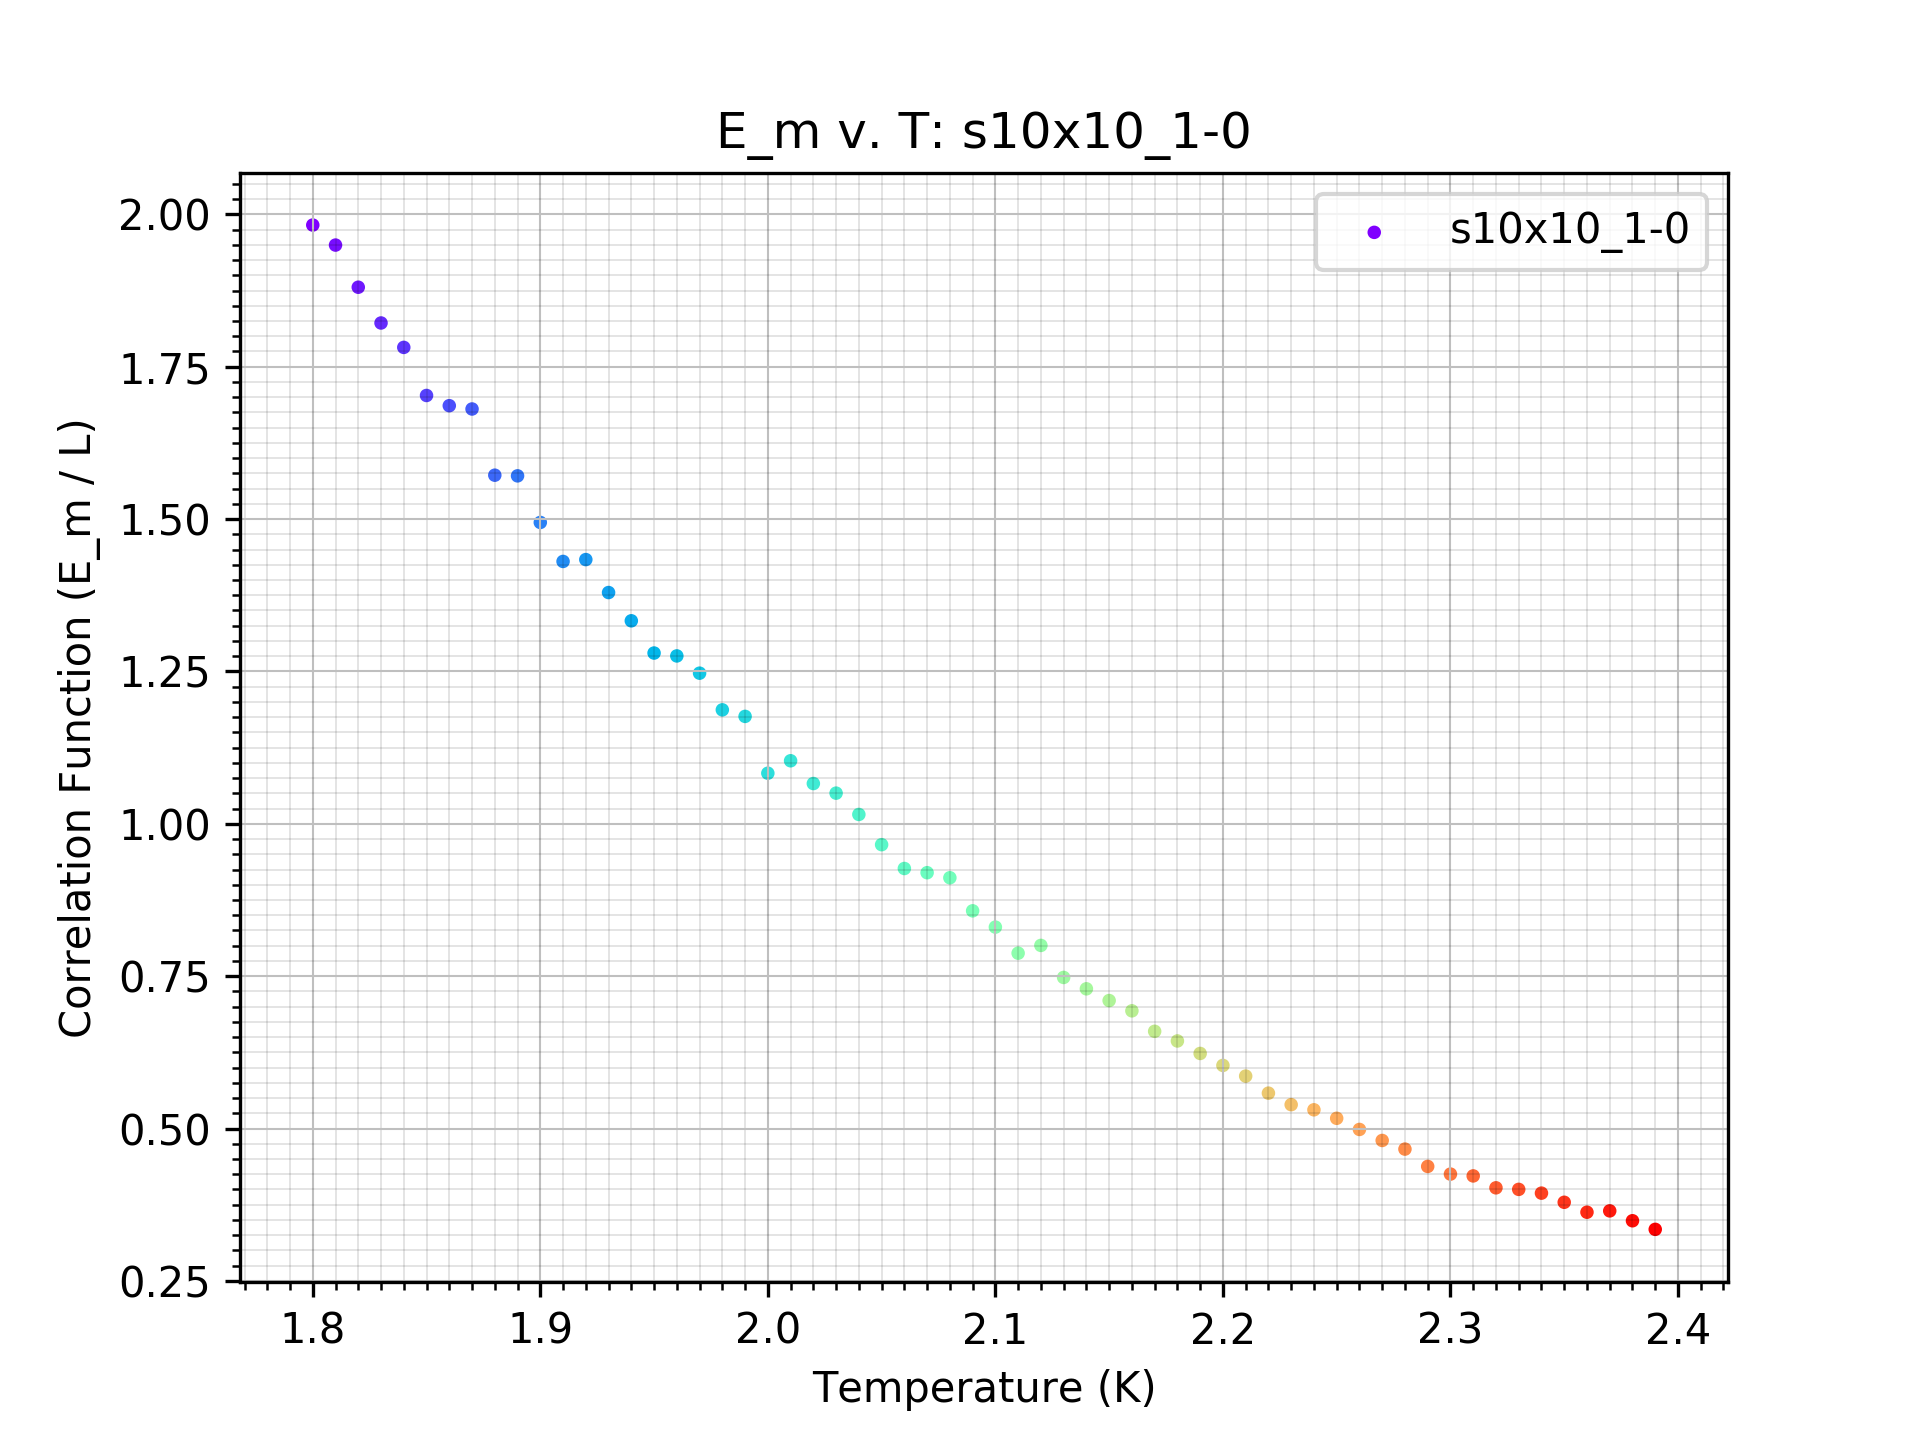 E_m v. T: s10x10_1-0
s10x10_1-0
2.00
1.75
1.50
1.25
1.00
0.75
0.50
0.25
Correlation Function (E_m / L)
1.8 1.9 2.0 2.1 2.2 2.3 2.4
Temperature (K)